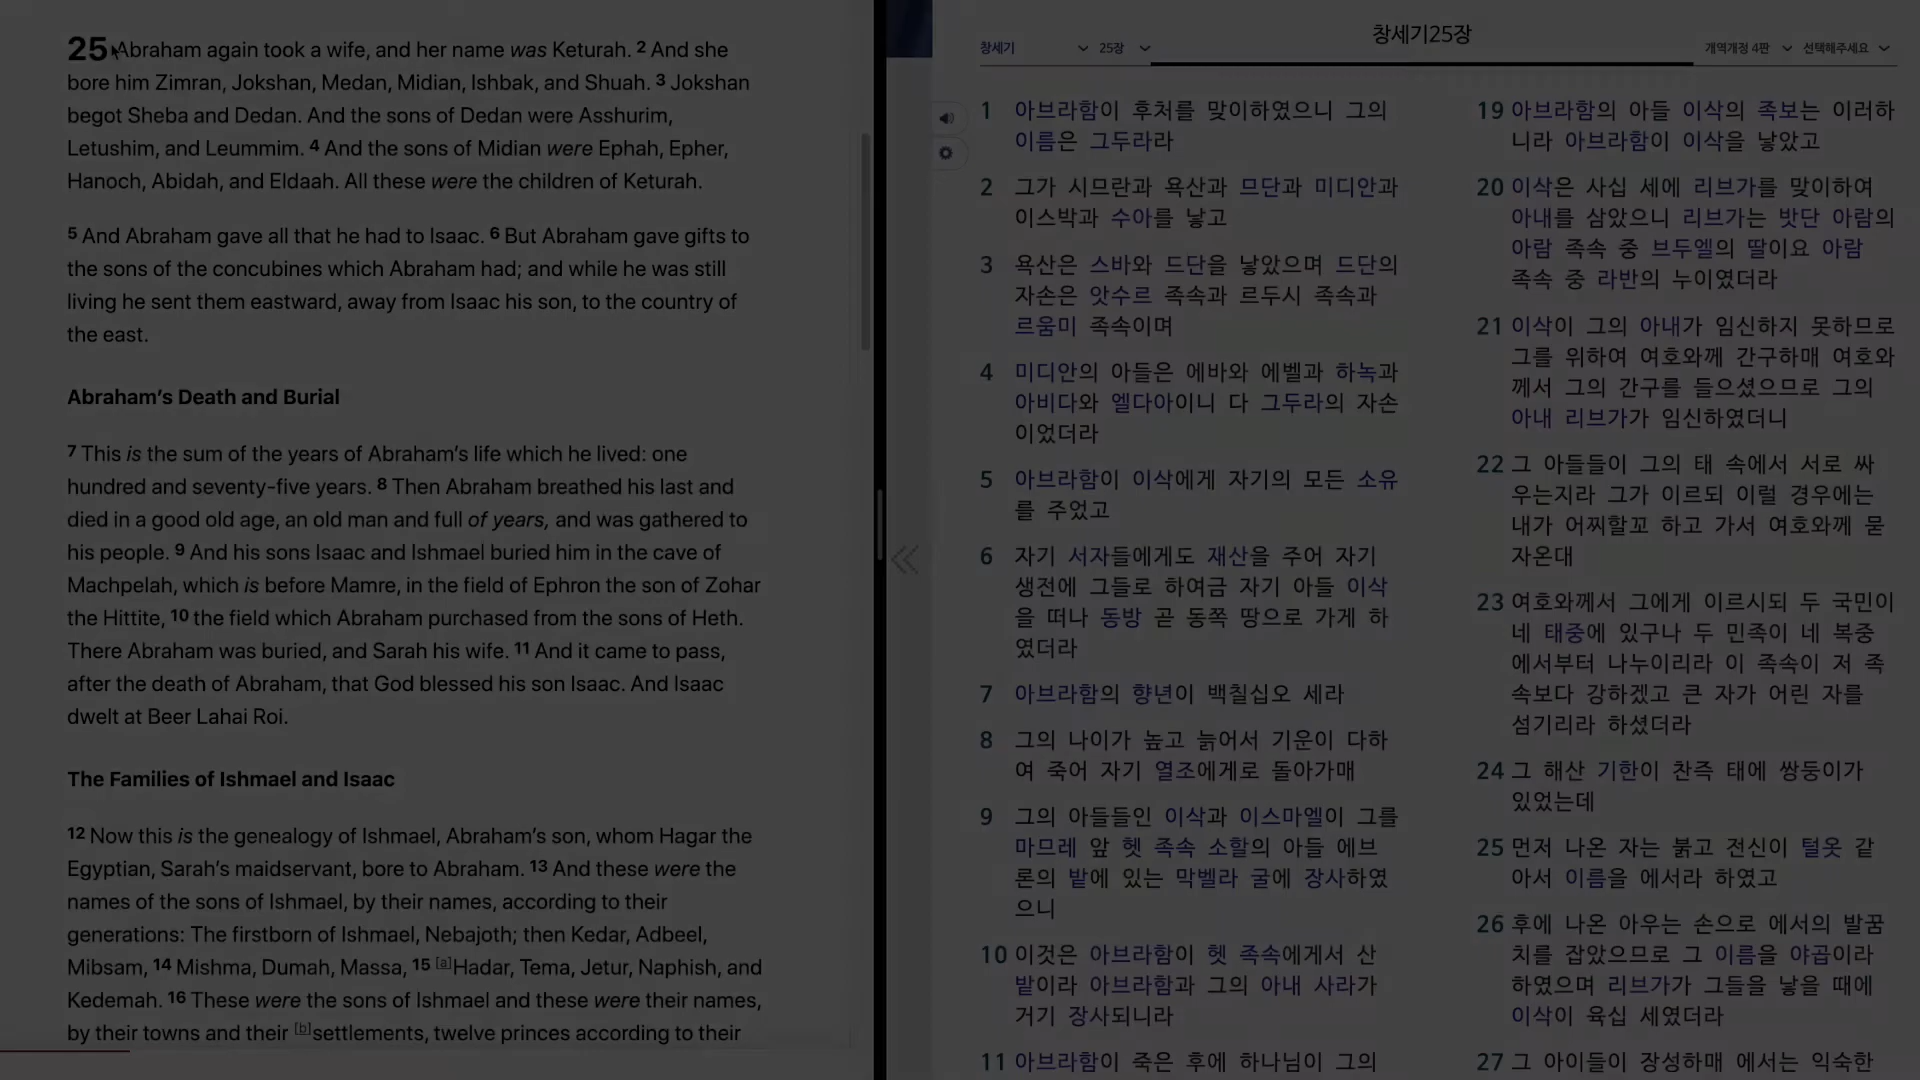 25 Abraham again took a wife, and her name was Keturah. 2 And she
bore him Zimran, Jokshan, Medan, Midian, Ishbak, and Shuah. 3 Jokshan
begot Sheba and Dedan. And the sons of Dedan were Asshurim,
Letushim, and Leummim. 4 And the sons of Midian were Ephah, Epher,
Hanoch, Abidah, and Eldaah. All these were the children of Keturah.
5 And Abraham gave all that he had to Isaac. 6 But Abraham gave gifts to
the sons of the concubines which Abraham had; and while he was still
living he sent them eastward, away from Isaac his son, to the country of
the east.
Abraham's Death and Burial
7 This is the sum of the years of Abraham's life which he lived: one
hundred and seventy-five years. 8 Then Abraham breathed his last and
died in a good old age, an old man and full of years, and was gathered to
his people. 9 And his sons Isaac and Ishmael buried him in the cave of
Machpelah, which is before Mamre, in the field of Ephron the son of Zohar
the Hittite, 10 the field which Abraham purchased from the sons of Heth.
There Abraham was buried, and Sarah his wife. 11 And it came to pass,
after the death of Abraham, that God blessed his son Isaac. And Isaac
dwelt at Beer Lahai Roi.
The Families of Ishmael and Isaac
12 Now this is the genealogy of Ishmael, Abraham's son, whom Hagar the
Egyptian, Sarah's maidservant, bore to Abraham. 13 And these were the
names of the sons of Ishmael, by their names, according to their
generations: The firstborn of Ishmael, Nebajoth; then Kedar, Adbeel,
Mibsam, 14 Mishma, Dumah, Massa, 15 [a]Hadar, Tema, Jetur, Naphish, and
Kedemah. 16 These were the sons of Ishmael and these were their names,
by their towns and their [b]settlements, twelve princes according to their
창세기25장
창세기 25장 개역개정 4판 선택해주세요
1 아브라함이 후처를 맞이하였으니 그의
이름은 그두라라
2 그가 시므란과 욕산과 므단과 미디안과
이스박과 수아를 낳고
3 욕산은 스바와 드단을 낳았으며 드단의
자손은 앗수르 족속과 르두시 족속과
르움미 족속이며
4 미디안의 아들은 에바와 에벨과 하녹과
아비다와 엘다아이니 다 그두라의 자손
이었더라
5 아브라함이 이삭에게 자기의 모든 소유
를 주었고
6 자기 서자들에게도 재산을 주어 자기
생전에 그들로 하여금 자기 아들 이삭
을 떠나 동방 곧 동쪽 땅으로 가게 하
였더라
7 아브라함의 향년이 백칠십오 세라
8 그의 나이가 높고 늙어서 기운이 다하
여 죽어 자기 열조에게로 돌아가매
9 그의 아들들인 이삭과 이스마엘이 그를
마므레 앞 헷 족속 소할의 아들 에브
론의 밭에 있는 막벨라 굴에 장사하였
으니
10 이것은 아브라함이 헷 족속에게서 산
밭이라 아브라함과 그의 아내 사라가
거기 장사되니라
11 아브라함이 죽은 후에 하나님이 그의
19 아브라함의 아들 이삭의 족보는 이러하
니라 아브라함이 이삭을 낳았고
20 이삭은 사십 세에 리브가를 맞이하여
아내를 삼았으니 리브가는 밧단 아람의
아람 족속 중 브두엘의 딸이요 아람
족속 중 라반의 누이였더라
21 이삭이 그의 아내가 임신하지 못하므로
그를 위하여 여호와께 간구하매 여호와
께서 그의 간구를 들으셨으므로 그의
아내 리브가가 임신하였더니
22 그 아들들이 그의 태 속에서 서로 싸
우는지라 그가 이르되 이럴 경우에는
내가 어찌할꼬 하고 가서 여호와께 묻
자온대
23 여호와께서 그에게 이르시되 두 국민이
네 태중에 있구나 두 민족이 네 복중
에서부터 나누이리라 이 족속이 저 족
속보다 강하겠고 큰 자가 어린 자를
섬기리라 하셨더라
24 그 해산 기한이 찬즉 태에 쌍둥이가
있었는데
25 먼저 나온 자는 붉고 전신이 털옷 같
아서 이름을 에서라 하였고
26 후에 나온 아우는 손으로 에서의 발꿈
치를 잡았으므로 그 이름을 야곱이라
하였으며 리브가가 그들을 낳을 때에
이삭이 육십 세였더라
27 그 아이들이 장성하매 에서는 익숙한